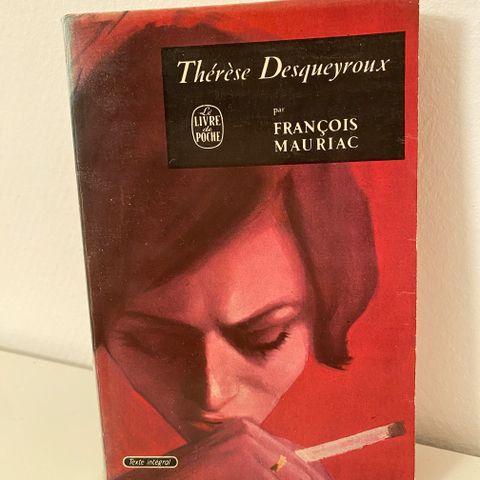 Thérèse Desqueyroux
Le
LIVRE
de
POCHE
par
FRANÇOIS
MAURIAC
Texte intégral